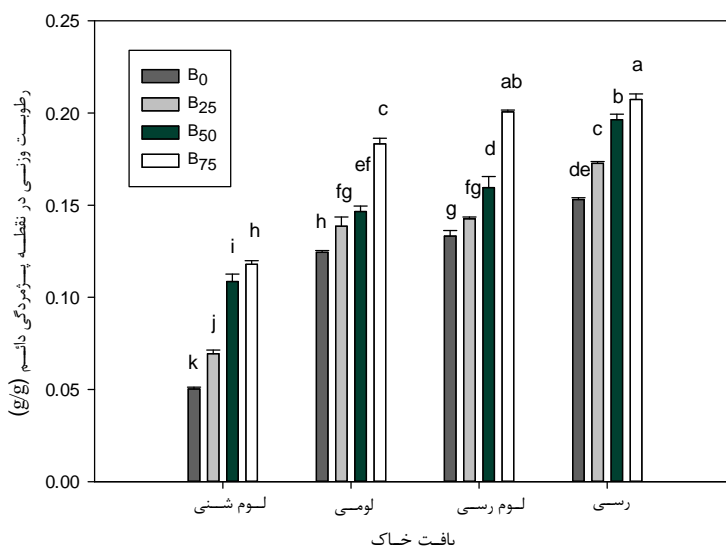 0.25
0.20
0.15
0.10
0.05
0.00
رطوبت وزنی در نقطه پژمردگی دائم (g/g)
B0
B25
B50
B75
k
j
i
h
h
fg
ef
c
g
fg
d
ab
de
c
b
a
لوم شنی
لومی
لوم رسی
رسی
بافت خاک